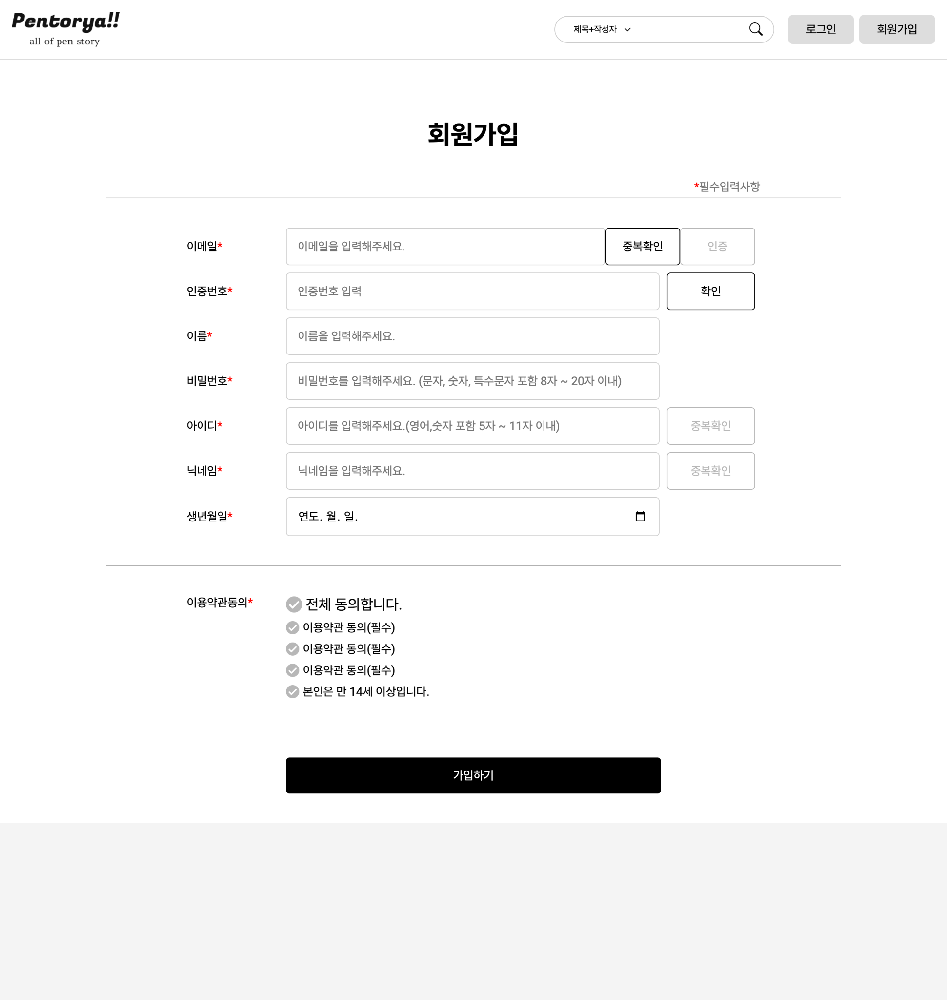 Pentorya!!
all of pen story
제목+작성자
로그인
회원가입
회원가입
*필수입력사항
이메일*
이메일을 입력해주세요.
중복확인
인증
인증번호*
인증번호 입력
확인
이름*
이름을 입력해주세요.
비밀번호*
비밀번호를 입력해주세요. (문자, 숫자, 특수문자 포함 8자 ~ 20자 이내)
아이디*
아이디를 입력해주세요.(영어,숫자 포함 5자 ~ 11자 이내)
중복확인
닉네임*
닉네임을 입력해주세요.
중복확인
생년월일*
연도. 월. 일.
이용약관동의*
전체 동의합니다.
이용약관 동의(필수)
이용약관 동의(필수)
이용약관 동의(필수)
본인은 만 14세 이상입니다.
가입하기